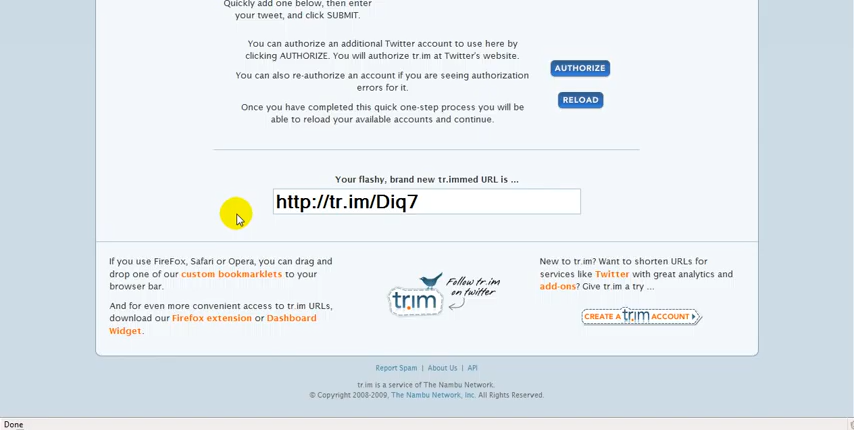 Quickly add one below, then enter
your tweet, and click SUBMIT.
You can authorize an additional Twitter account to use here by
clicking AUTHORIZE. You will authorize tr.im at Twitter's website.
You can also re-authorize an account if you are seeing authorization
errors for it.
Once you have completed this quick one-step process you will be
able to reload your available accounts and continue.
AUTHORIZE
RELOAD
Your flashy, brand new tr.immed URL is ...
http://tr.im/Diq7
If you use FireFox, Safari or Opera, you can drag and
drop one of our custom bookmarklets to your
browser bar.
And for even more convenient access to tr.im URLs,
download our Firefox extension or Dashboard
Widget.
tr.im
Follow tr.im
on twitter
New to tr.im? Want to shorten URLs for
services like Twitter with great analytics and
add-ons? Give tr.im a try ...
CREATE A tr.im ACCOUNT
Report Spam | About Us | API
tr.im is a service of The Nambu Network.
© Copyright 2008-2009, The Nambu Network, Inc. All Rights Reserved.
Done